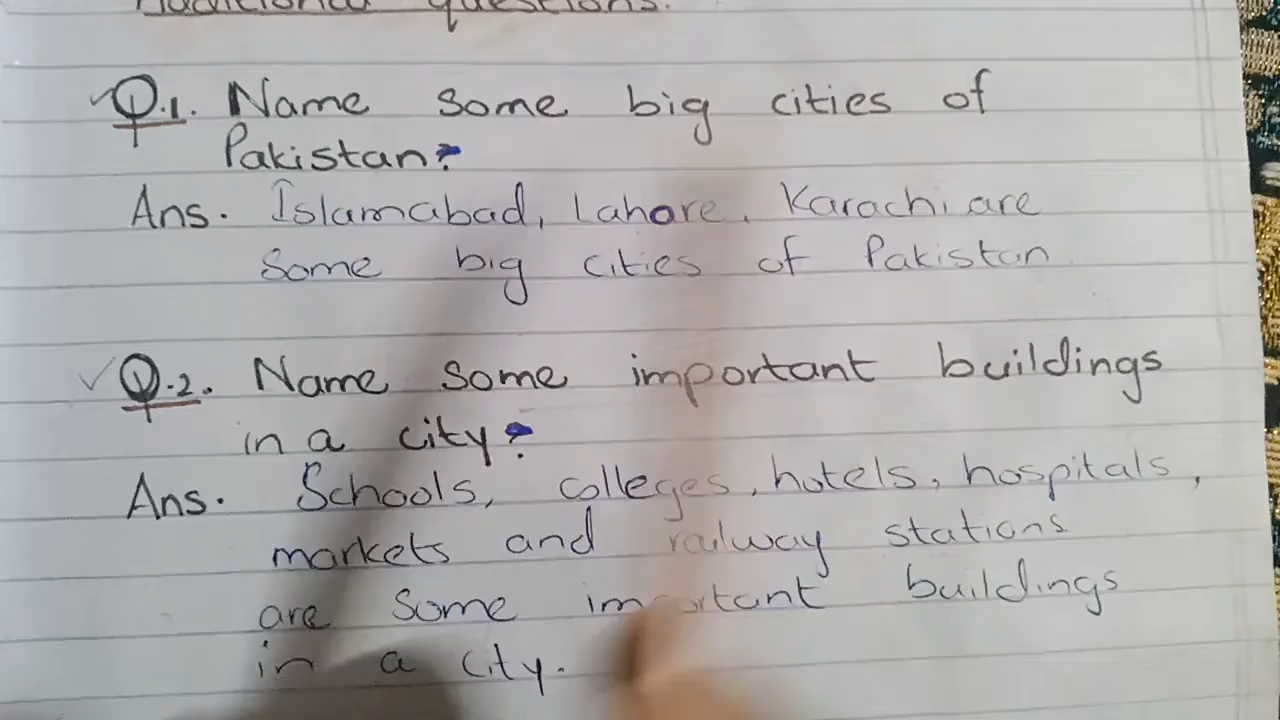 Additional questions.
Q.1. Name some big cities of
Pakistan?
Ans. Islamabad, Lahore, Karachi are
some big cities of Pakistan
Q.2. Name some important buildings
in a city?
Ans. Schools, colleges, hotels, hospitals,
markets and railway stations
are some important buildings
in a city.